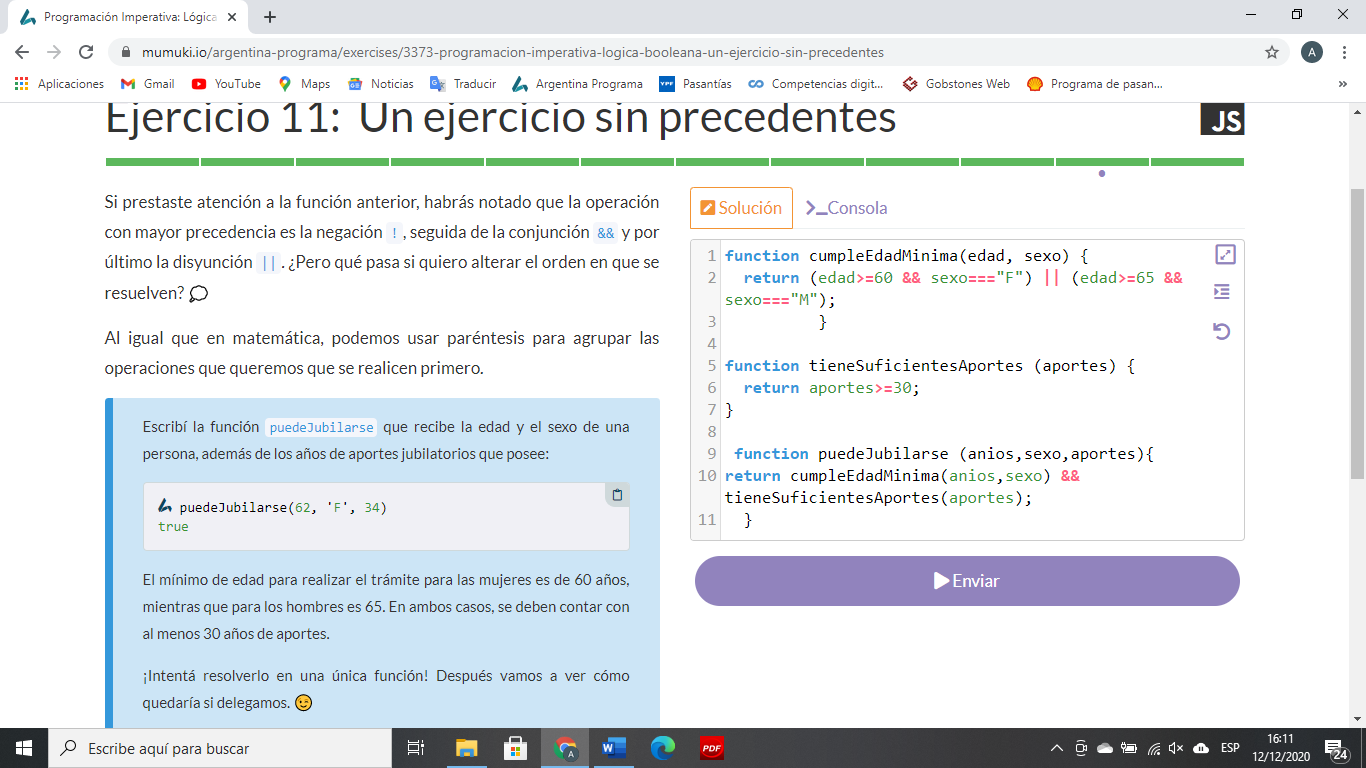 Programación Imperativa: Lógica
mumuki.io/argentina-programa/exercises/3373-programacion-imperativa-logica-booleana-un-ejercicio-sin-precedentes
A
Aplicaciones
Gmail
YouTube
Maps
Noticias
Traducir
Argentina Programa
YPF
Pasantías
Competencias digit...
Gobstones Web
Programa de pasan...
»
Ejercicio 11: Un ejercicio sin precedentes
JS
Si prestaste atención a la función anterior, habrás notado que la operación
con mayor precedencia es la negación !, seguida de la conjunción && y por
último la disyunción ||. ¿Pero qué pasa si quiero alterar el orden en que se
resuelven? 💭
Al igual que en matemática, podemos usar paréntesis para agrupar las
operaciones que queremos que se realicen primero.
Escribí la función puedeJubilarse que recibe la edad y el sexo de una
persona, además de los años de aportes jubilatorios que posee:
puedeJubilarse(62, 'F', 34)
true
El mínimo de edad para realizar el trámite para las mujeres es de 60 años,
mientras que para los hombres es 65. En ambos casos, se deben contar con
al menos 30 años de aportes.
¡Intentá resolverlo en una única función! Después vamos a ver cómo
quedaría si delegamos. 😉
Solución
Consola
1 function cumpleEdadMinima(edad, sexo) {
2 return (edad>=60 && sexo==="F") || (edad>=65 &&
sexo==="M");
3 }
4
5 function tieneSuficientesAportes (aportes) {
6 return aportes>=30;
7 }
8
9 function puedeJubilarse (anios,sexo,aportes){
10 return cumpleEdadMinima(anios,sexo) &&
tieneSuficientesAportes(aportes);
11 }
Enviar
Escribe aquí para buscar
A
W
PDF
ESP
16:11
12/12/2020
24